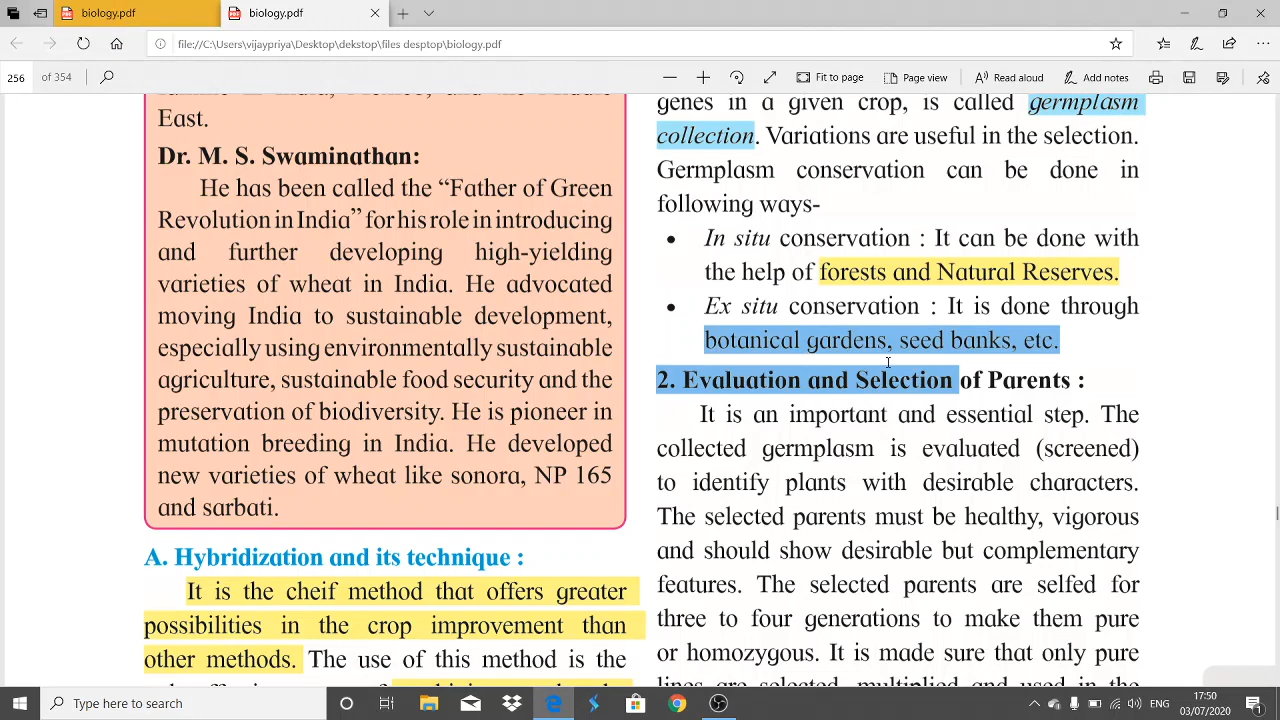 biology.pdf
biology.pdf
file://C:\Users\vijaypriya\Desktop\dekstop\files desptop\biology.pdf
256 of 354
Fit to page
Page view
Read aloud
Add notes
East.
Dr. M. S. Swaminathan:
He has been called the “Father of Green
Revolution in India” for his role in introducing
and further developing high-yielding
varieties of wheat in India. He advocated
moving India to sustainable development,
especially using environmentally sustainable
agriculture, sustainable food security and the
preservation of biodiversity. He is pioneer in
mutation breeding in India. He developed
new varieties of wheat like sonora, NP 165
and sarbati.
A. Hybridization and its technique :
It is the cheif method that offers greater
possibilities in the crop improvement than
other methods. The use of this method is the
genes in a given crop, is called germplasm
collection. Variations are useful in the selection.
Germplasm conservation can be done in
following ways-
• In situ conservation : It can be done with
the help of forests and Natural Reserves.
• Ex situ conservation : It is done through
botanical gardens, seed banks, etc.
2. Evaluation and Selection of Parents :
It is an important and essential step. The
collected germplasm is evaluated (screened)
to identify plants with desirable characters.
The selected parents must be healthy, vigorous
and should show desirable but complementary
features. The selected parents are selfed for
three to four generations to make them pure
or homozygous. It is made sure that only pure
lines are selected, multiplied and used in the
Type here to search
ENG
17:50
03/07/2020
1